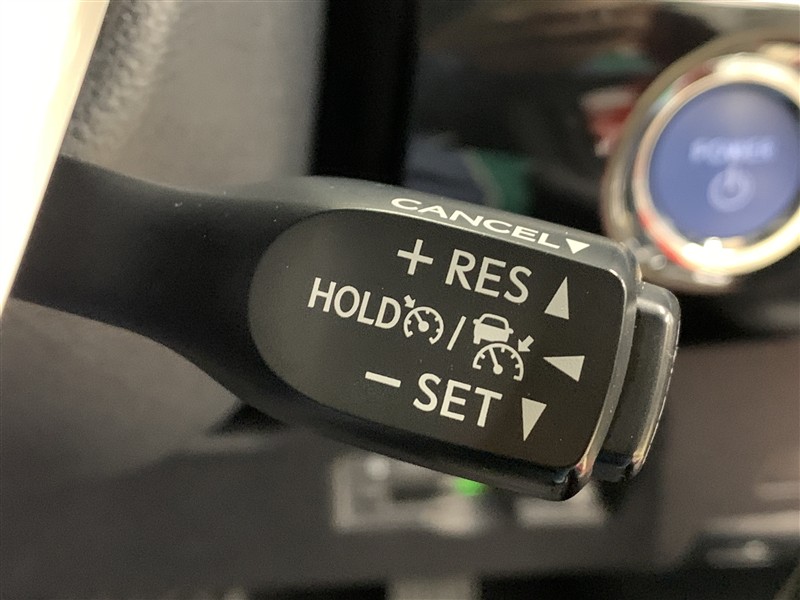 CANCEL▼
+ RES ▲
HOLD / ◀
− SET ▼
POWER